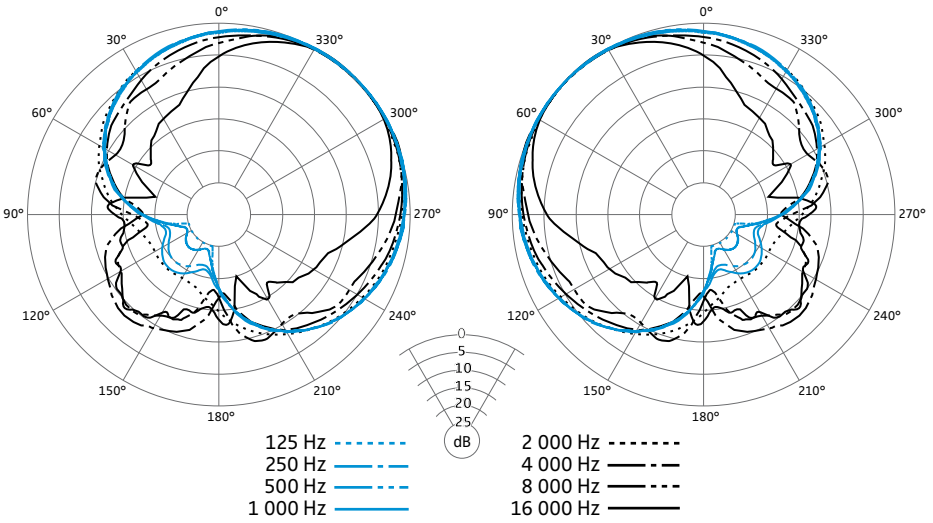 0° 0°
30° 330° 30° 330°
60° 300° 60° 300°
90° 270° 90° 270°
120° 240° 120° 240°
150° 210° 150° 210°
180° 180°
0
5
10
15
20
25
dB
125 Hz 2 000 Hz
250 Hz 4 000 Hz
500 Hz 8 000 Hz
1 000 Hz 16 000 Hz